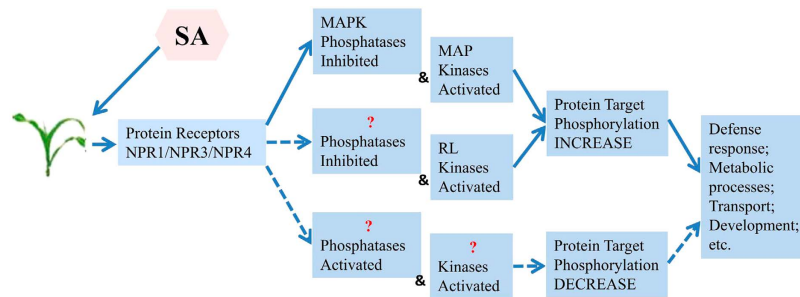 SA
Protein Receptors
NPR1/NPR3/NPR4
MAPK
Phosphatases
Inhibited
&
MAP
Kinases
Activated
?
Phosphatases
Inhibited
&
RL
Kinases
Activated
?
Phosphatases
Activated
&
?
Kinases
Activated
Protein Target
Phosphorylation
INCREASE
Protein Target
Phosphorylation
DECREASE
Defense
response;
Metabolic
processes;
Transport;
Development;
etc.